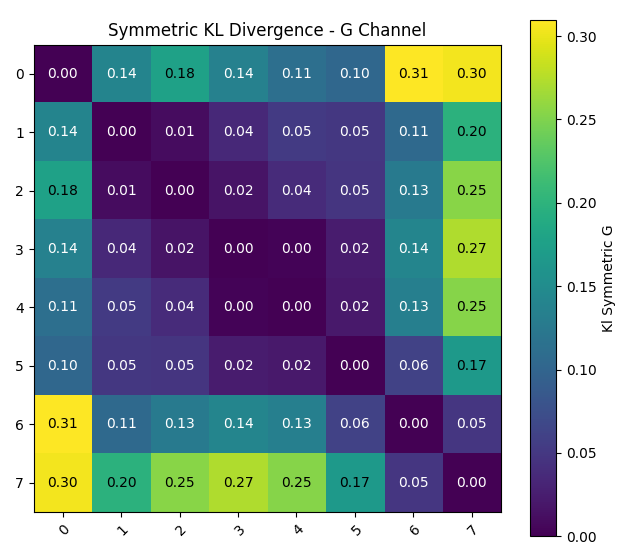 Symmetric KL Divergence - G Channel
0 0.00 0.14 0.18 0.14 0.11 0.10 0.31 0.30
1 0.14 0.00 0.01 0.04 0.05 0.05 0.11 0.20
2 0.18 0.01 0.00 0.02 0.04 0.05 0.13 0.25
3 0.14 0.04 0.02 0.00 0.00 0.02 0.14 0.27
4 0.11 0.05 0.04 0.00 0.00 0.02 0.13 0.25
5 0.10 0.05 0.05 0.02 0.02 0.00 0.06 0.17
6 0.31 0.11 0.13 0.14 0.13 0.06 0.00 0.05
7 0.30 0.20 0.25 0.27 0.25 0.17 0.05 0.00
0 1 2 3 4 5 6 7
0.30
0.25
0.20
0.15
0.10
0.05
0.00
Kl Symmetric G